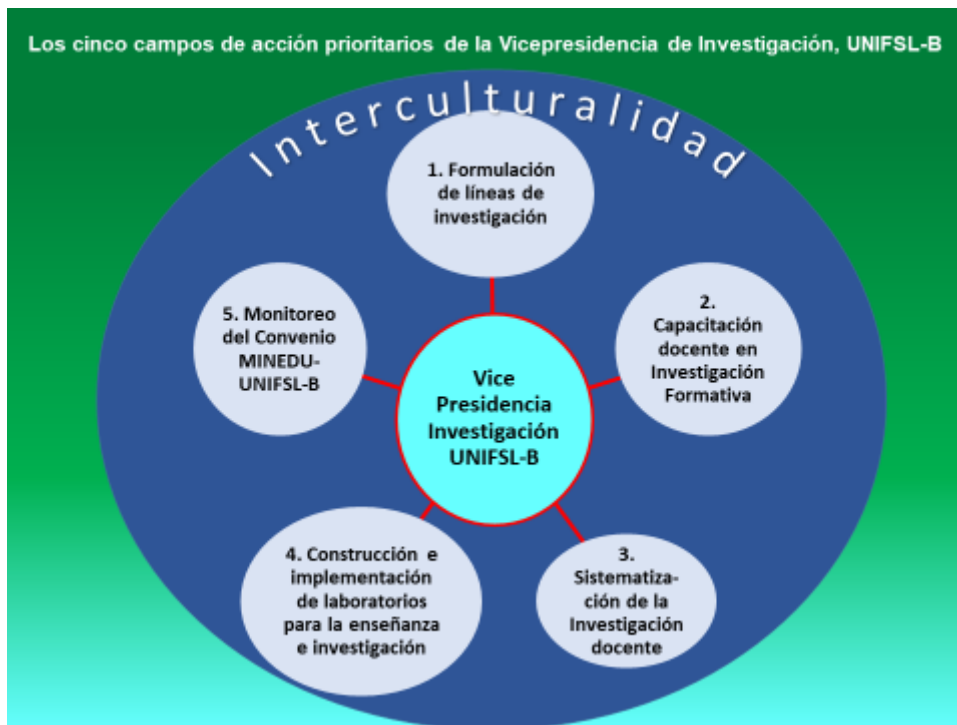 Los cinco campos de acción prioritarios de la Vicepresidencia de Investigación, UNIFSL-B
Interculturalidad
1. Formulación
de líneas de
investigación
2.
Capacitación
docente en
Investigación
Formativa
3.
Sistematiza-
ción de la
Investigación
docente
4. Construcción e
implementación
de laboratorios
para la enseñanza
e investigación
5. Monitoreo
del Convenio
MINEDU-
UNIFSL-B
Vice
Presidencia
Investigación
UNIFSL-B